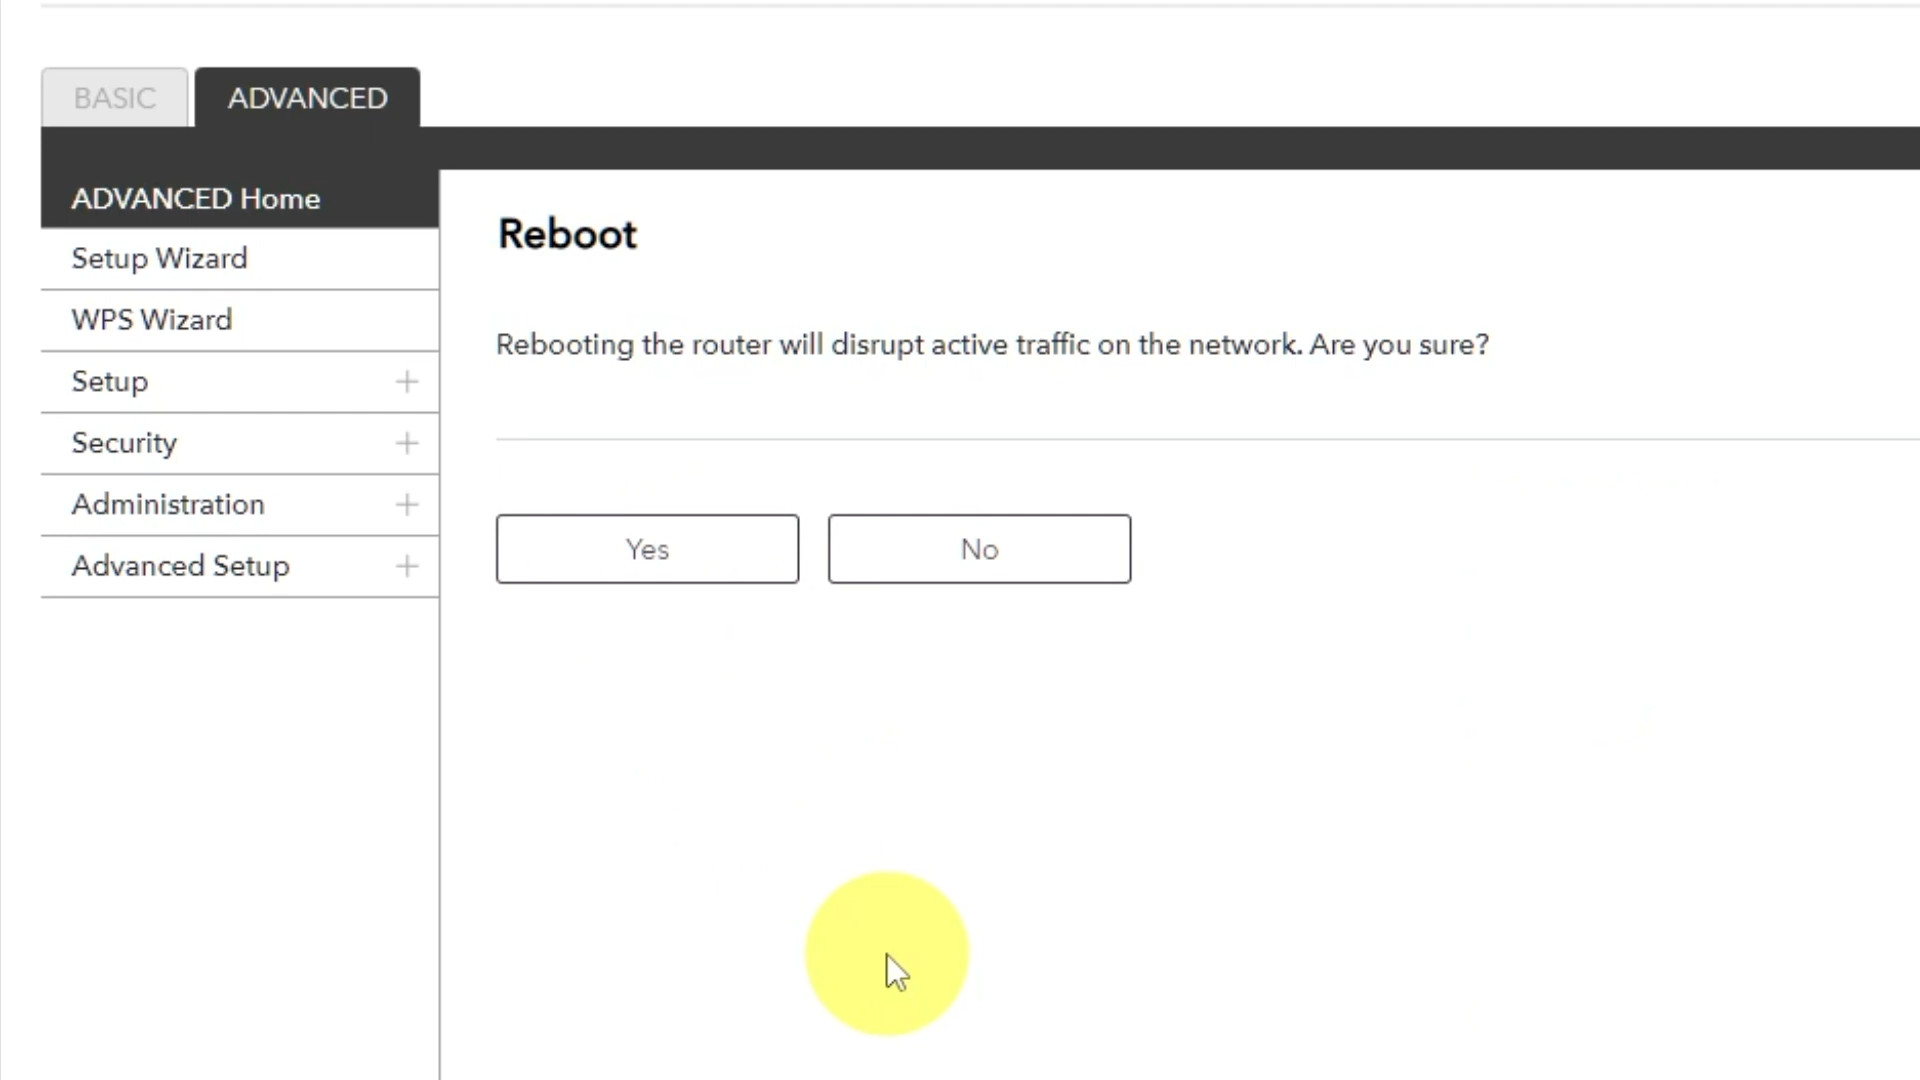 BASIC
ADVANCED
ADVANCED Home
Setup Wizard
WPS Wizard
Setup +
Security +
Administration +
Advanced Setup +
Reboot
Rebooting the router will disrupt active traffic on the network. Are you sure?
Yes
No